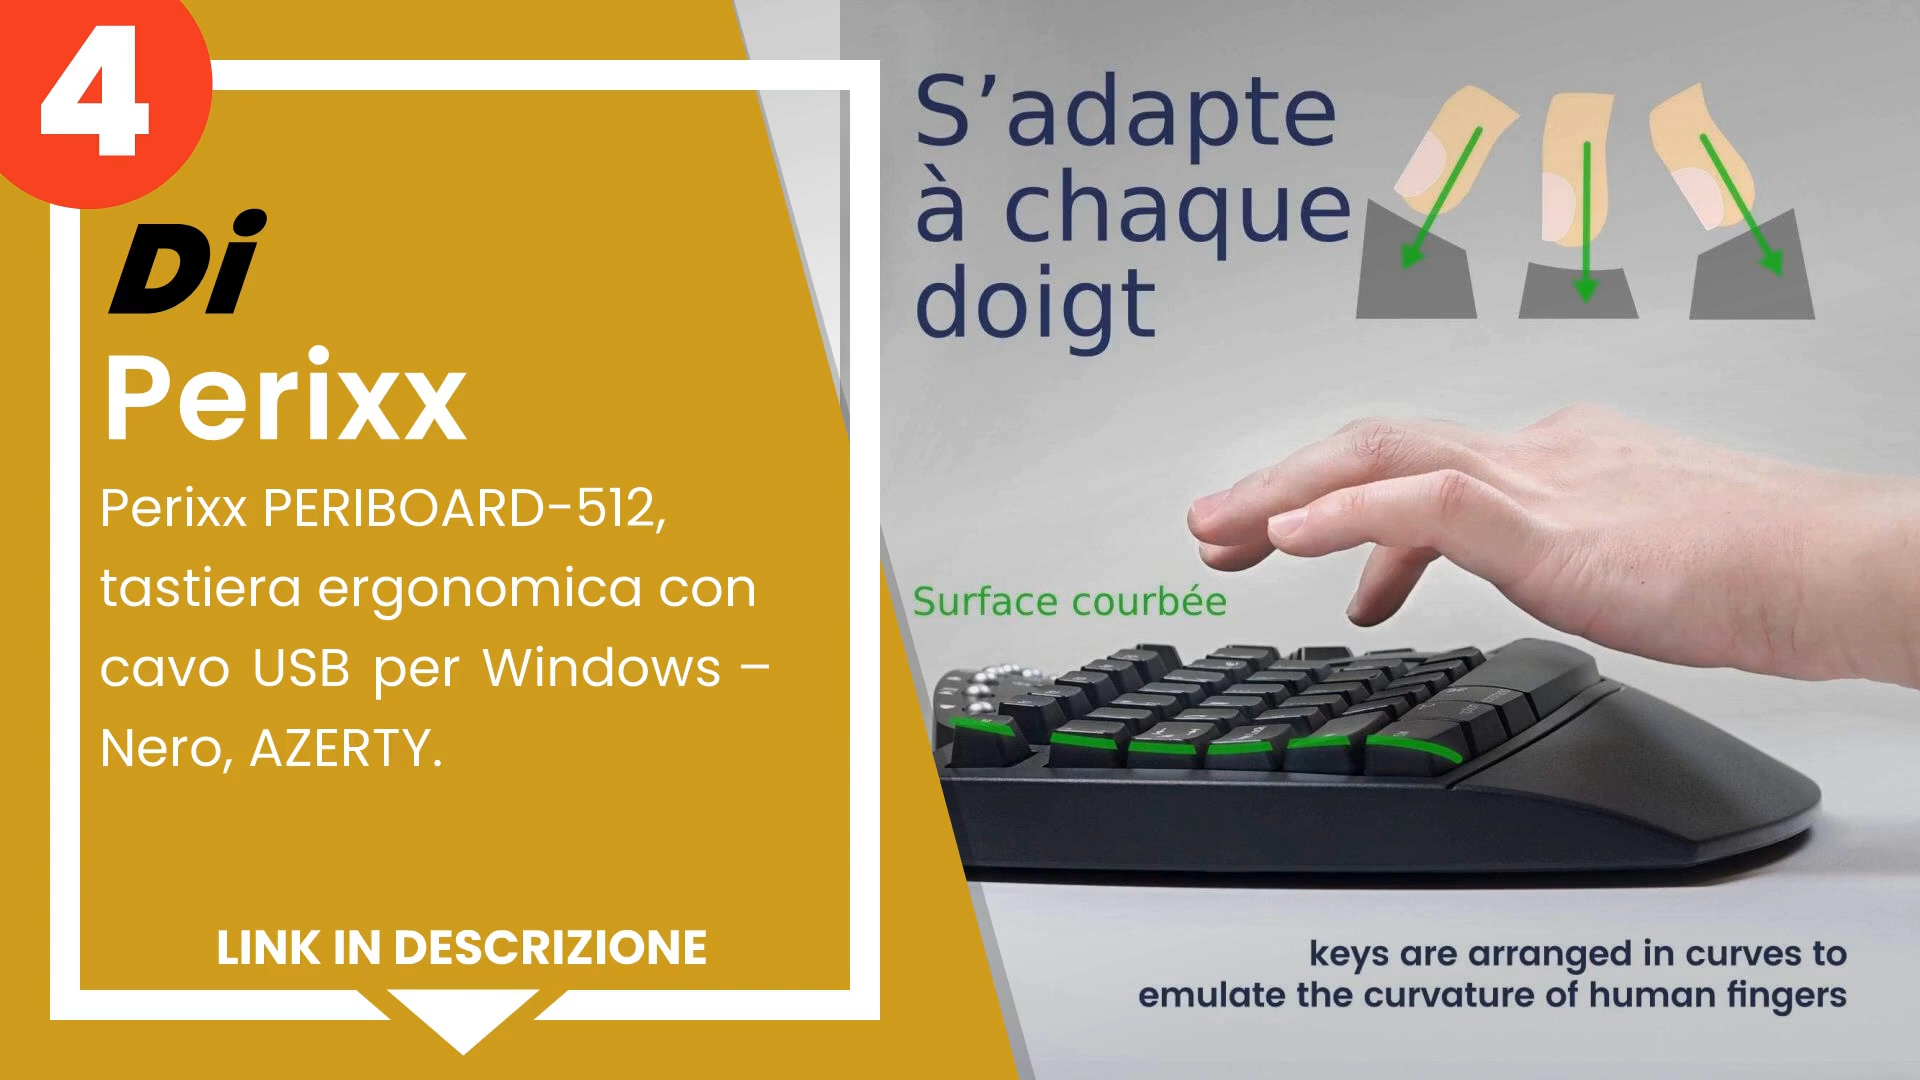 4
Di
Perixx
Perixx PERIBOARD-512,
tastiera ergonomica con
cavo USB per Windows –
Nero, AZERTY.
LINK IN DESCRIZIONE
S’adapte
à chaque
doigt
Surface courbée
keys are arranged in curves to
emulate the curvature of human fingers